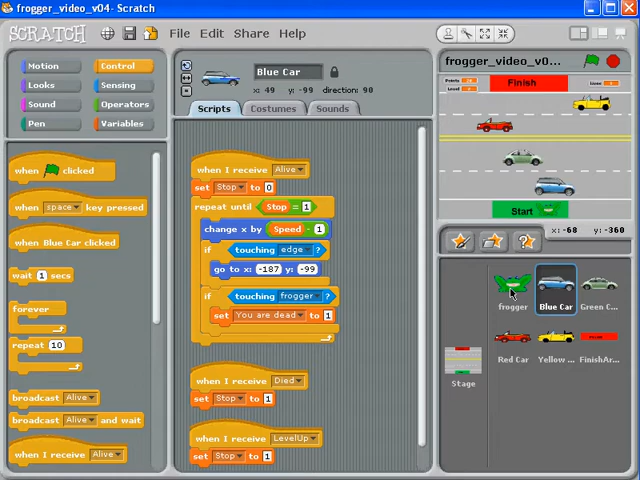 frogger_video_v04- Scratch
SCRATCH File Edit Share Help
Motion Control
Looks Sensing
Sound Operators
Pen Variables
when clicked
when space key pressed
when Blue Car clicked
wait 1 secs
forever
repeat 10
broadcast Alive
broadcast Alive and wait
when I receive Alive
Blue Car
x: 49 y: -99 direction: 90
Scripts Costumes Sounds
when I receive Alive
set Stop to 0
repeat until Stop = 1
change x by Speed - 1
if touching edge ?
go to x: -187 y: -99
if touching frogger ?
set You are dead to 1
when I receive Died
set Stop to 1
when I receive LevelUp
set Stop to 1
frogger_video_v0...
Points
Level
Finish
Lives
Start
x: -68 y: -360
frogger Blue Car Green C...
Red Car Yellow ... FinishAr...
Stage